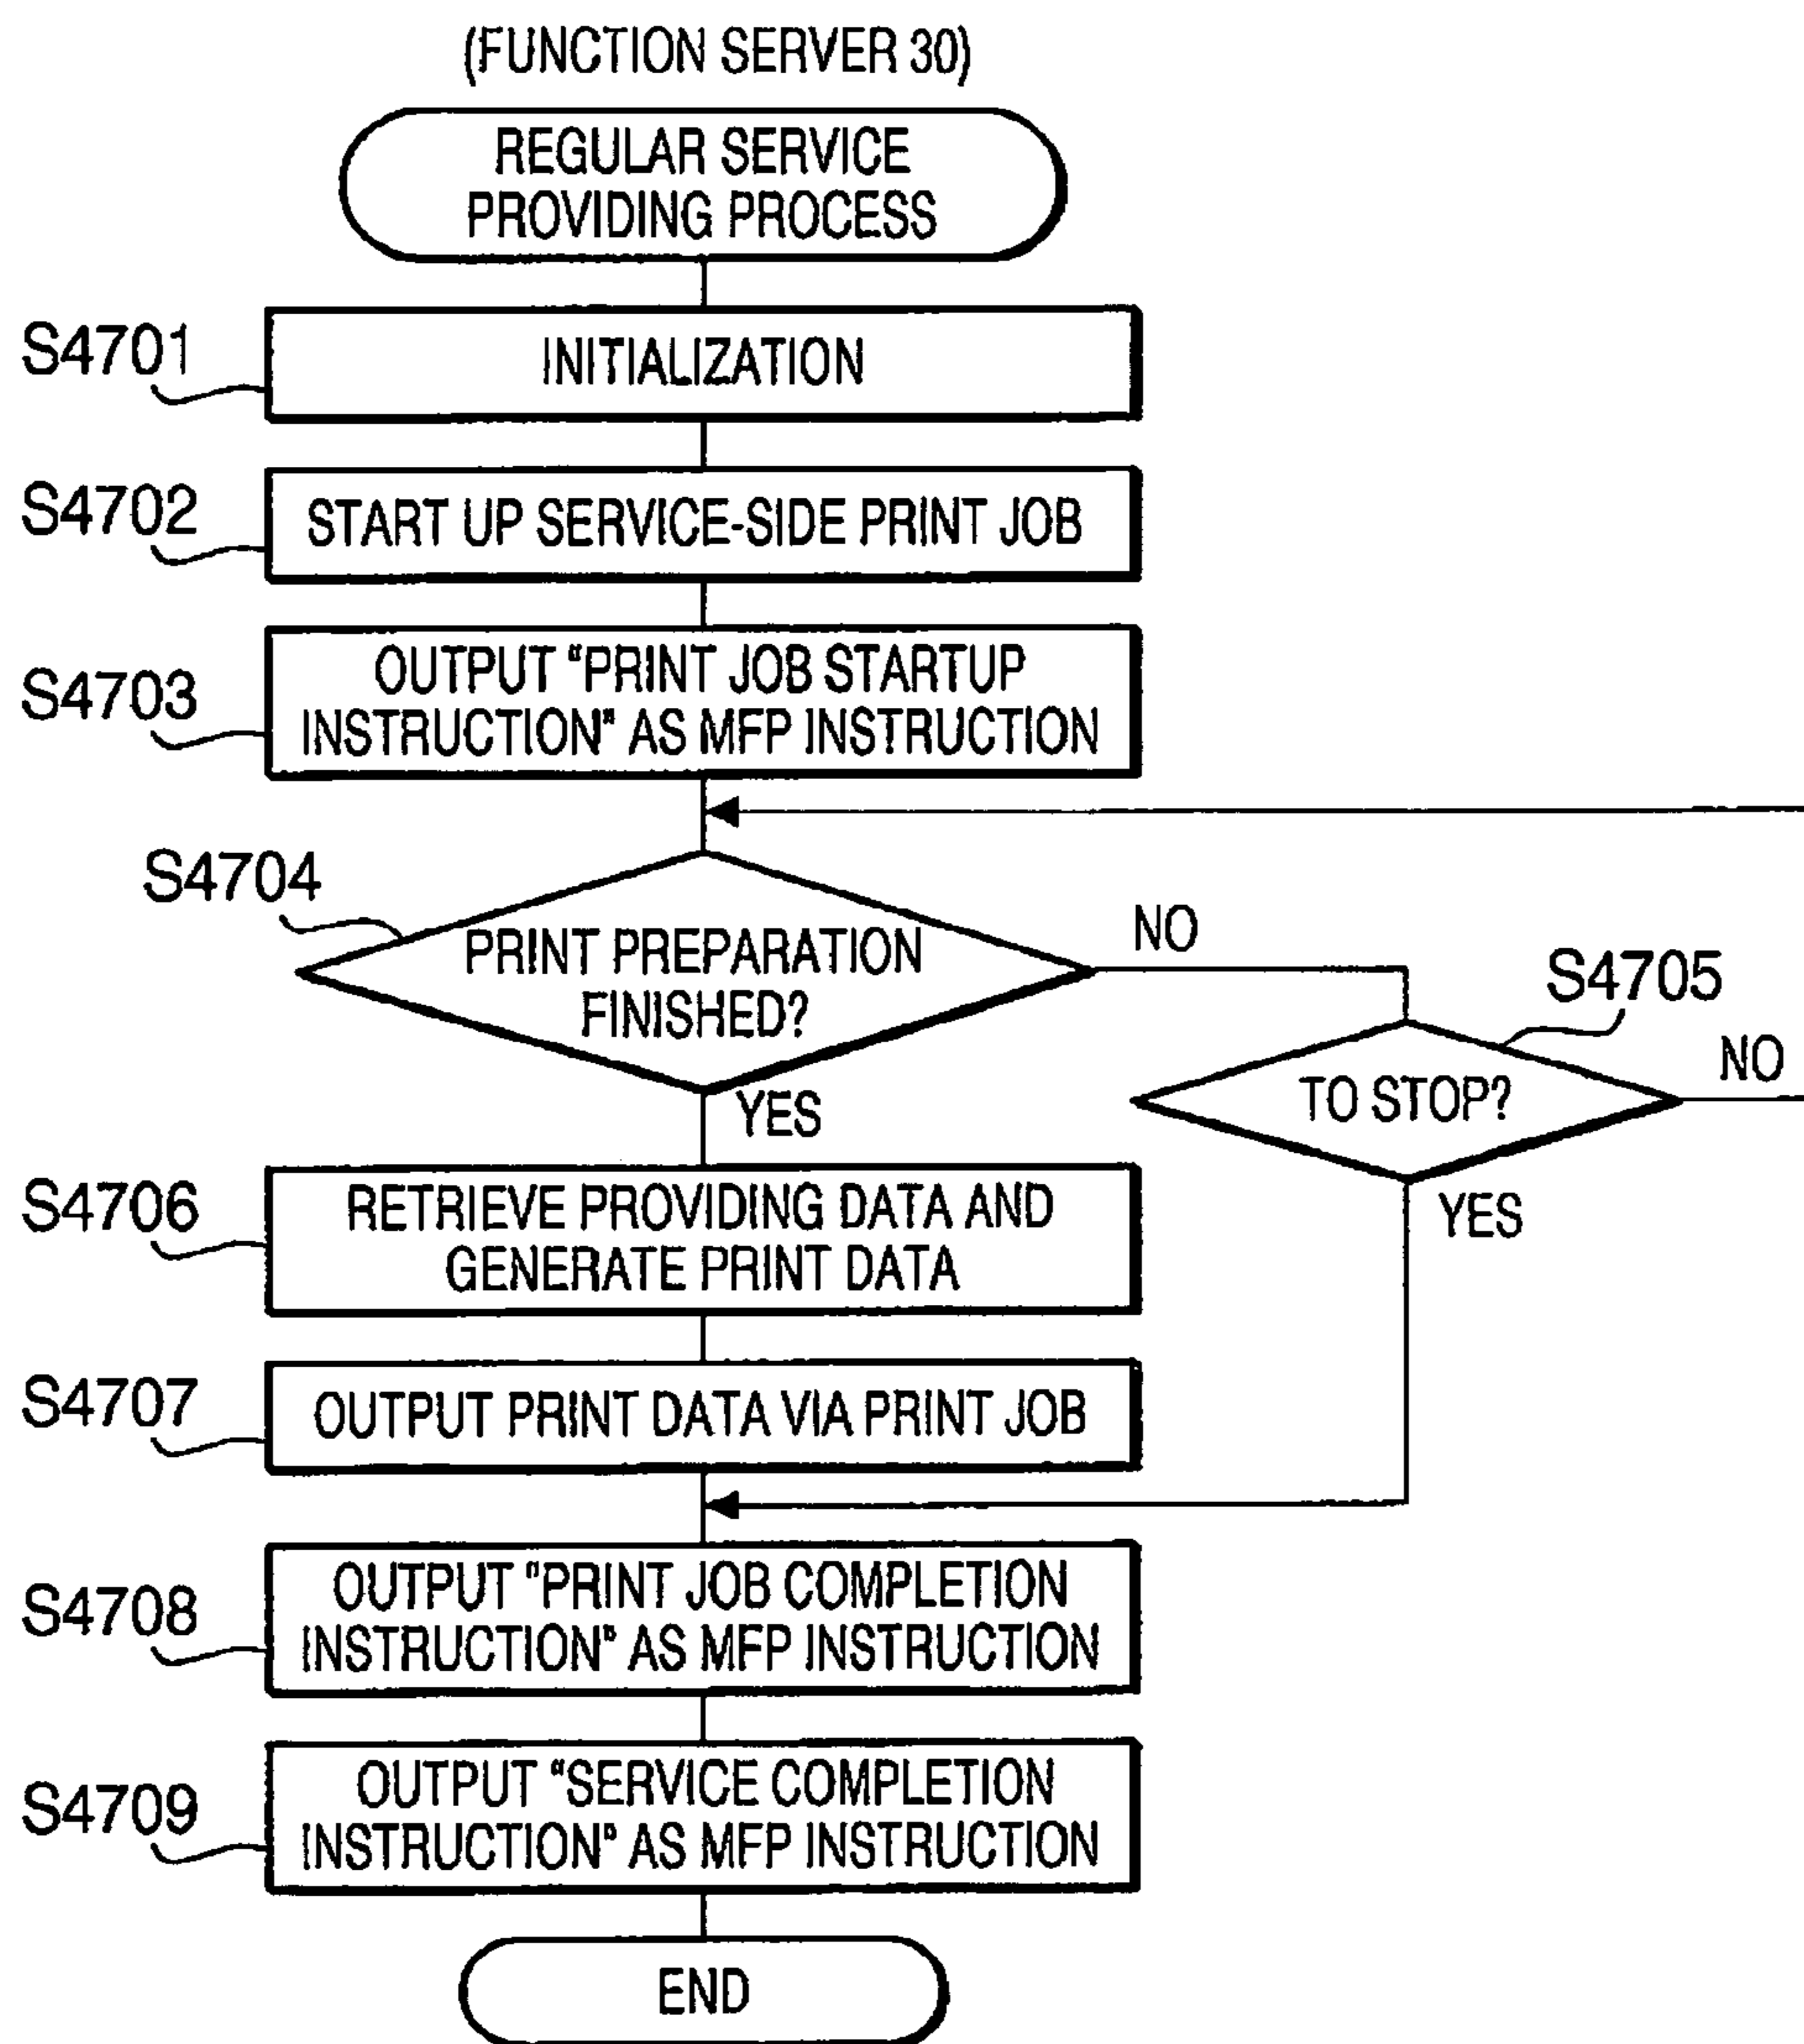 (FUNCTION SERVER 30)
REGULAR SERVICE
PROVIDING PROCESS
S4701
INITIALIZATION
S4702
START UP SERVICE-SIDE PRINT JOB
S4703
OUTPUT "PRINT JOB STARTUP
INSTRUCTION" AS MFP INSTRUCTION
S4704
PRINT PREPARATION
FINISHED?
NO
YES
S4705
TO STOP?
NO
YES
S4706
RETRIEVE PROVIDING DATA AND
GENERATE PRINT DATA
S4707
OUTPUT PRINT DATA VIA PRINT JOB
S4708
OUTPUT "PRINT JOB COMPLETION
INSTRUCTION" AS MFP INSTRUCTION
S4709
OUTPUT "SERVICE COMPLETION
INSTRUCTION" AS MFP INSTRUCTION
END